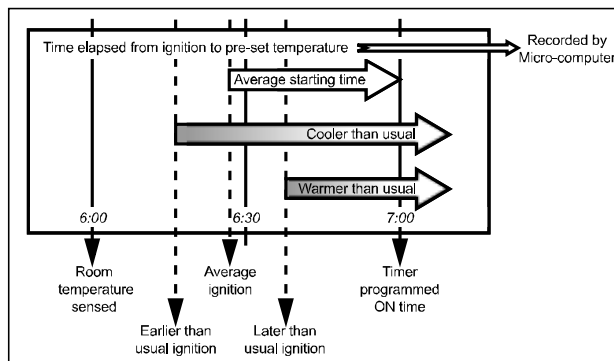 Time elapsed from ignition to pre-set temperature
Recorded by
Micro-computer
Average starting time
Cooler than usual
Warmer than usual
6:00
6:30
7:00
Room
temperature
sensed
Average
ignition
Timer
programmed
ON time
Earlier than
usual ignition
Later than
usual ignition